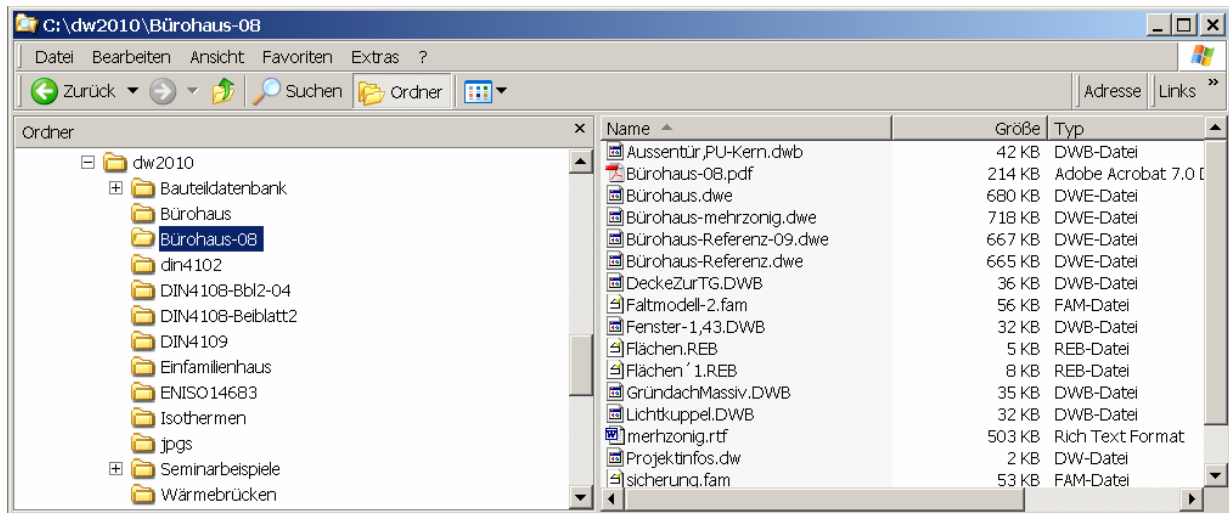 C:\dw2010\Bürohaus-08
Datei Bearbeiten Ansicht Favoriten Extras ?
Zurück Suchen Ordner Adresse Links »
Ordner
dw2010
Bauteildatenbank
Bürohaus
Bürohaus-08
din4102
DIN4108-Bbl2-04
DIN4108-Beiblatt2
DIN4109
Einfamilienhaus
ENISO14683
Isothermen
jpgs
Seminarbeispiele
Wärmebrücken
Name Größe Typ
Aussentür,PU-Kern.dwb 42 KB DWB-Datei
Bürohaus-08.pdf 214 KB Adobe Acrobat 7.0 D
Bürohaus.dwe 680 KB DWE-Datei
Bürohaus-mehrzonig.dwe 718 KB DWE-Datei
Bürohaus-Referenz-09.dwe 667 KB DWE-Datei
Bürohaus-Referenz.dwe 665 KB DWE-Datei
DeckeZurTG.DWB 36 KB DWB-Datei
Faltmodell-2.fam 56 KB FAM-Datei
Fenster-1,43.DWB 32 KB DWB-Datei
Flächen.REB 5 KB REB-Datei
Flächen´1.REB 8 KB REB-Datei
GründachMassiv.DWB 35 KB DWB-Datei
Lichtkuppel.DWB 32 KB DWB-Datei
merhzonig.rtf 503 KB Rich Text Format
Projektinfos.dw 2 KB DW-Datei
sicherung.fam 53 KB FAM-Datei